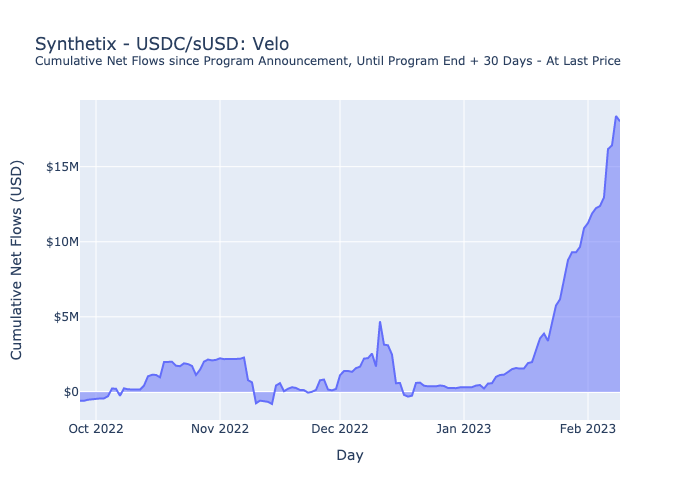 Synthetix - USDC/sUSD: Velo
Cumulative Net Flows since Program Announcement, Until Program End + 30 Days - At Last Price
Cumulative Net Flows (USD)
$15M
$10M
$5M
$0
Oct 2022
Nov 2022
Dec 2022
Jan 2023
Feb 2023
Day